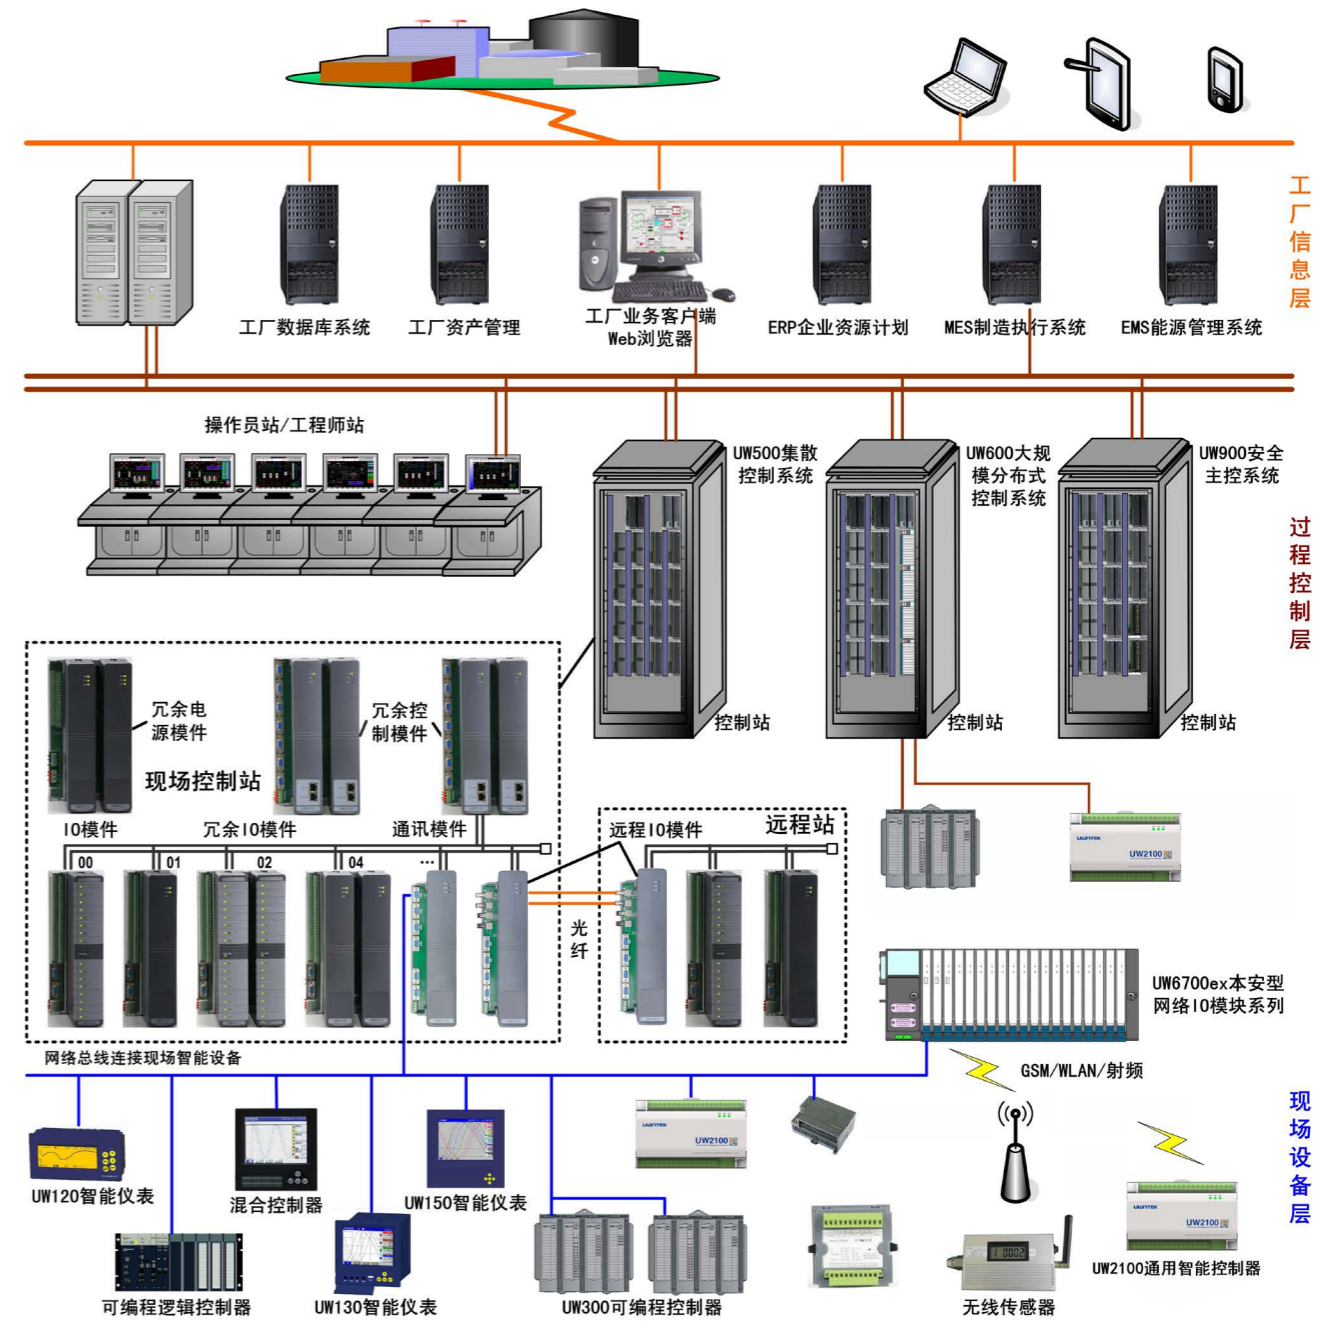 工厂信息层
工厂数据库系统
工厂资产管理
工厂业务客户端
Web浏览器
ERP企业资源计划
MES制造执行系统
EMS能源管理系统
操作员站/工程师站
UW500集散
控制系统
UW600大规
模分布式
控制系统
UW900安全
主控系统
过程控制层
控制站
控制站
控制站
冗余电
源模件
冗余控
制模件
现场控制站
IO模件
冗余IO模件
通讯模件
远程IO模件
远程站
00
01
02
04
...
光
纤
UWNTEK
UW2100
UW6700ex本安型
网络IO模块系列
网络总线连接现场智能设备
GSM/WLAN/射频
现场设备层
UWNTEK
UW2100
UW120智能仪表
混合控制器
UW150智能仪表
UWNTEK
UW2100
UW2100通用智能控制器
可编程逻辑控制器
UW130智能仪表
UW300可编程控制器
1 0002
无线传感器